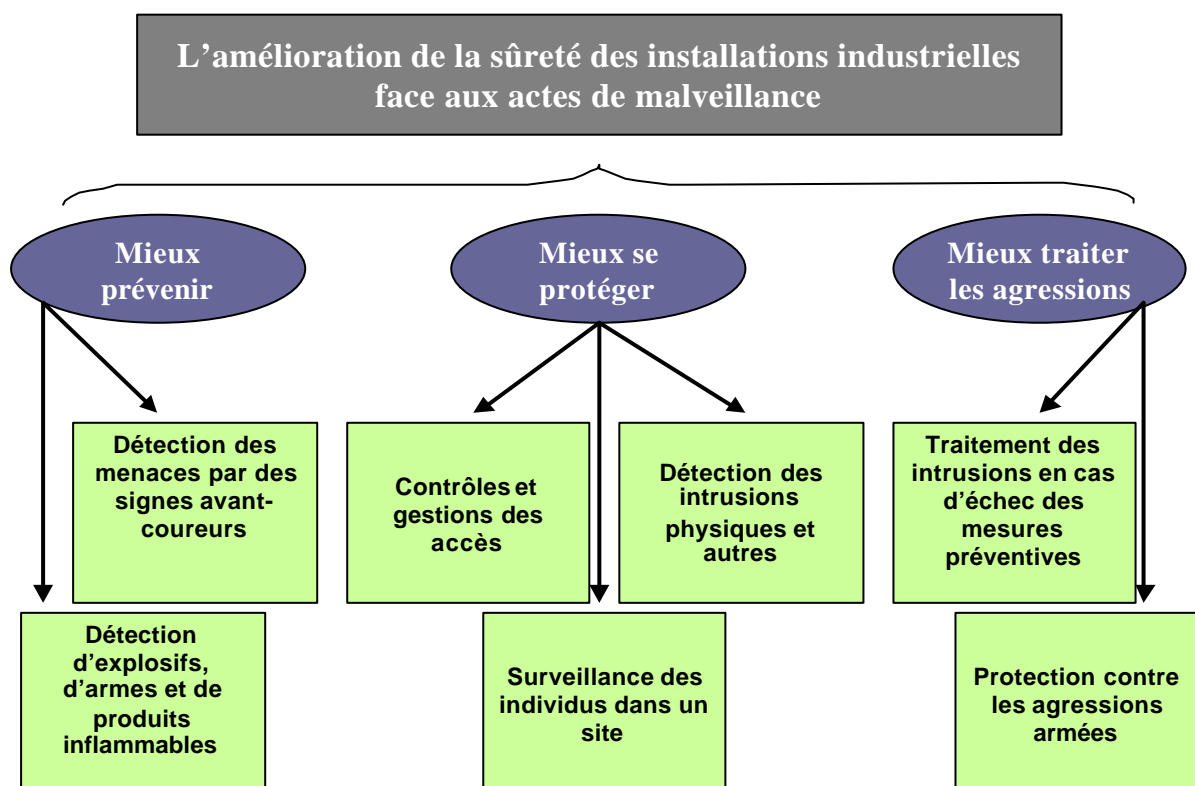 L'amélioration de la sûreté des installations industrielles
face aux actes de malveillance
Mieux
prévenir
Mieux se
protéger
Mieux traiter
les agressions
Détection des
menaces par des
signes avant-
coureurs
Contrôles et
gestions des
accès
Détection des
intrusions
physiques et
autres
Traitement des
intrusions en cas
d'échec des
mesures
préventives
Détection
d'explosifs,
d'armes et de
produits
inflammables
Surveillance des
individus dans un
site
Protection contre
les agressions
armées